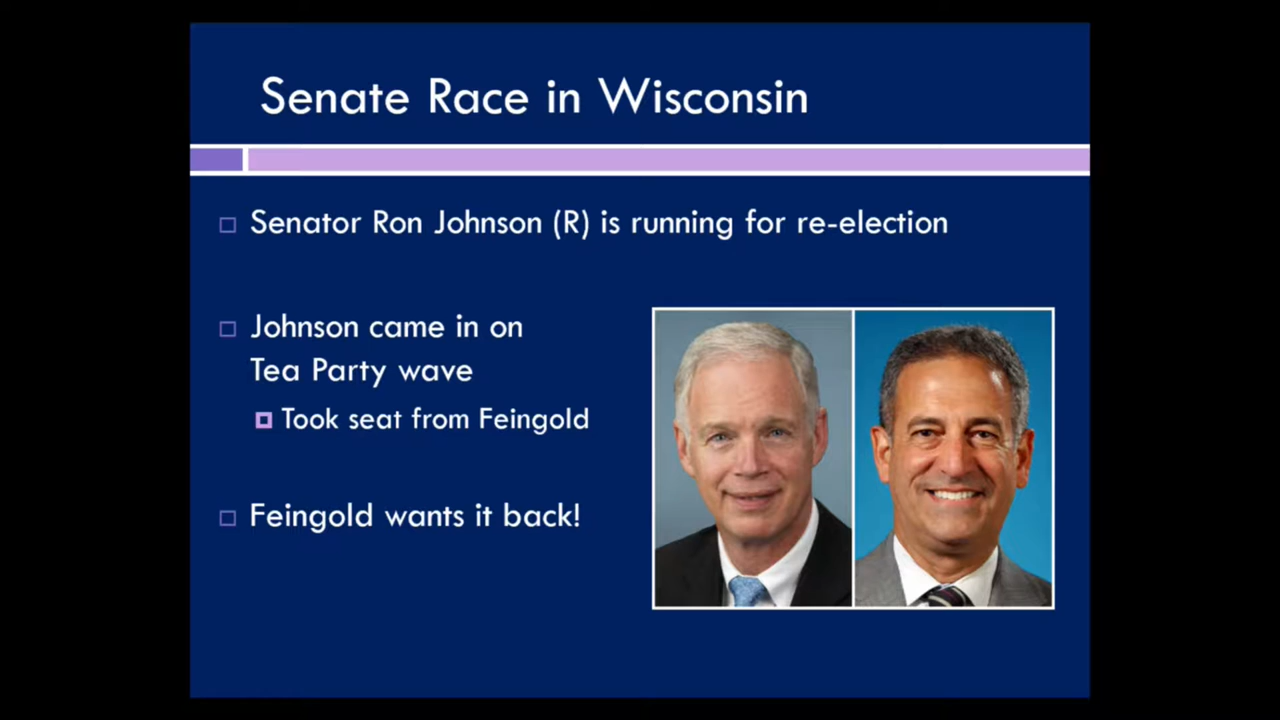 Senate Race in Wisconsin
Senator Ron Johnson (R) is running for re-election
Johnson came in on
Tea Party wave
Took seat from Feingold
Feingold wants it back!